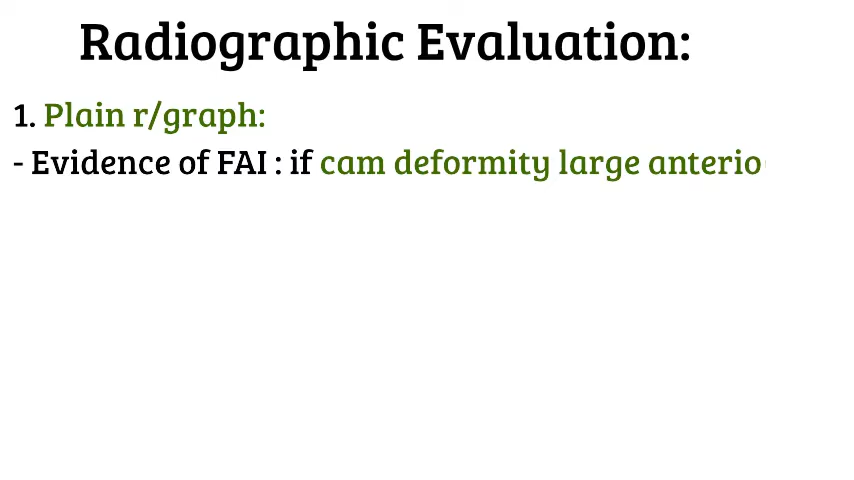 Radiographic Evaluation:
1. Plain r/graph:
- Evidence of FAI : if cam deformity large anterio